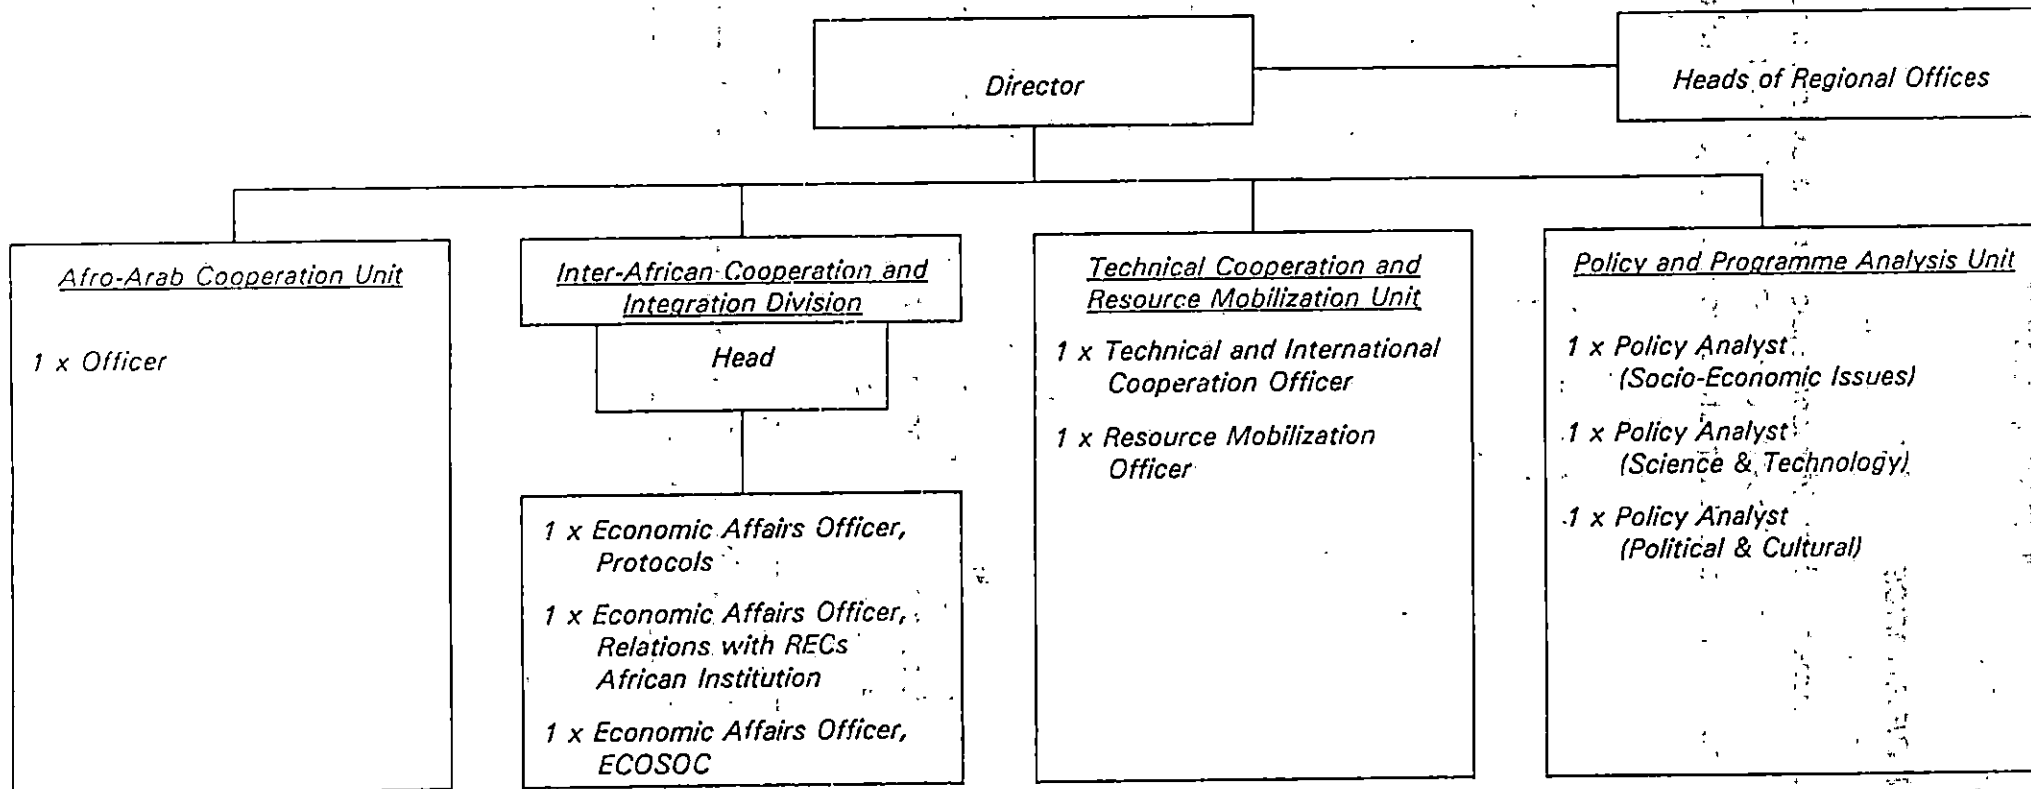 Director
Heads of Regional Offices
Afro-Arab Cooperation Unit
1 x Officer
Inter-African Cooperation and
Integration Division
Head
1 x Economic Affairs Officer,
Protocols
1 x Economic Affairs Officer,
Relations with RECs
African Institution
1 x Economic Affairs Officer,
ECOSOC
Technical Cooperation and
Resource Mobilization Unit
1 x Technical and International
Cooperation Officer
1 x Resource Mobilization
Officer
Policy and Programme Analysis Unit
1 x Policy Analyst
(Socio-Economic Issues)
1 x Policy Analyst
(Science & Technology)
1 x Policy Analyst
(Political & Cultural)